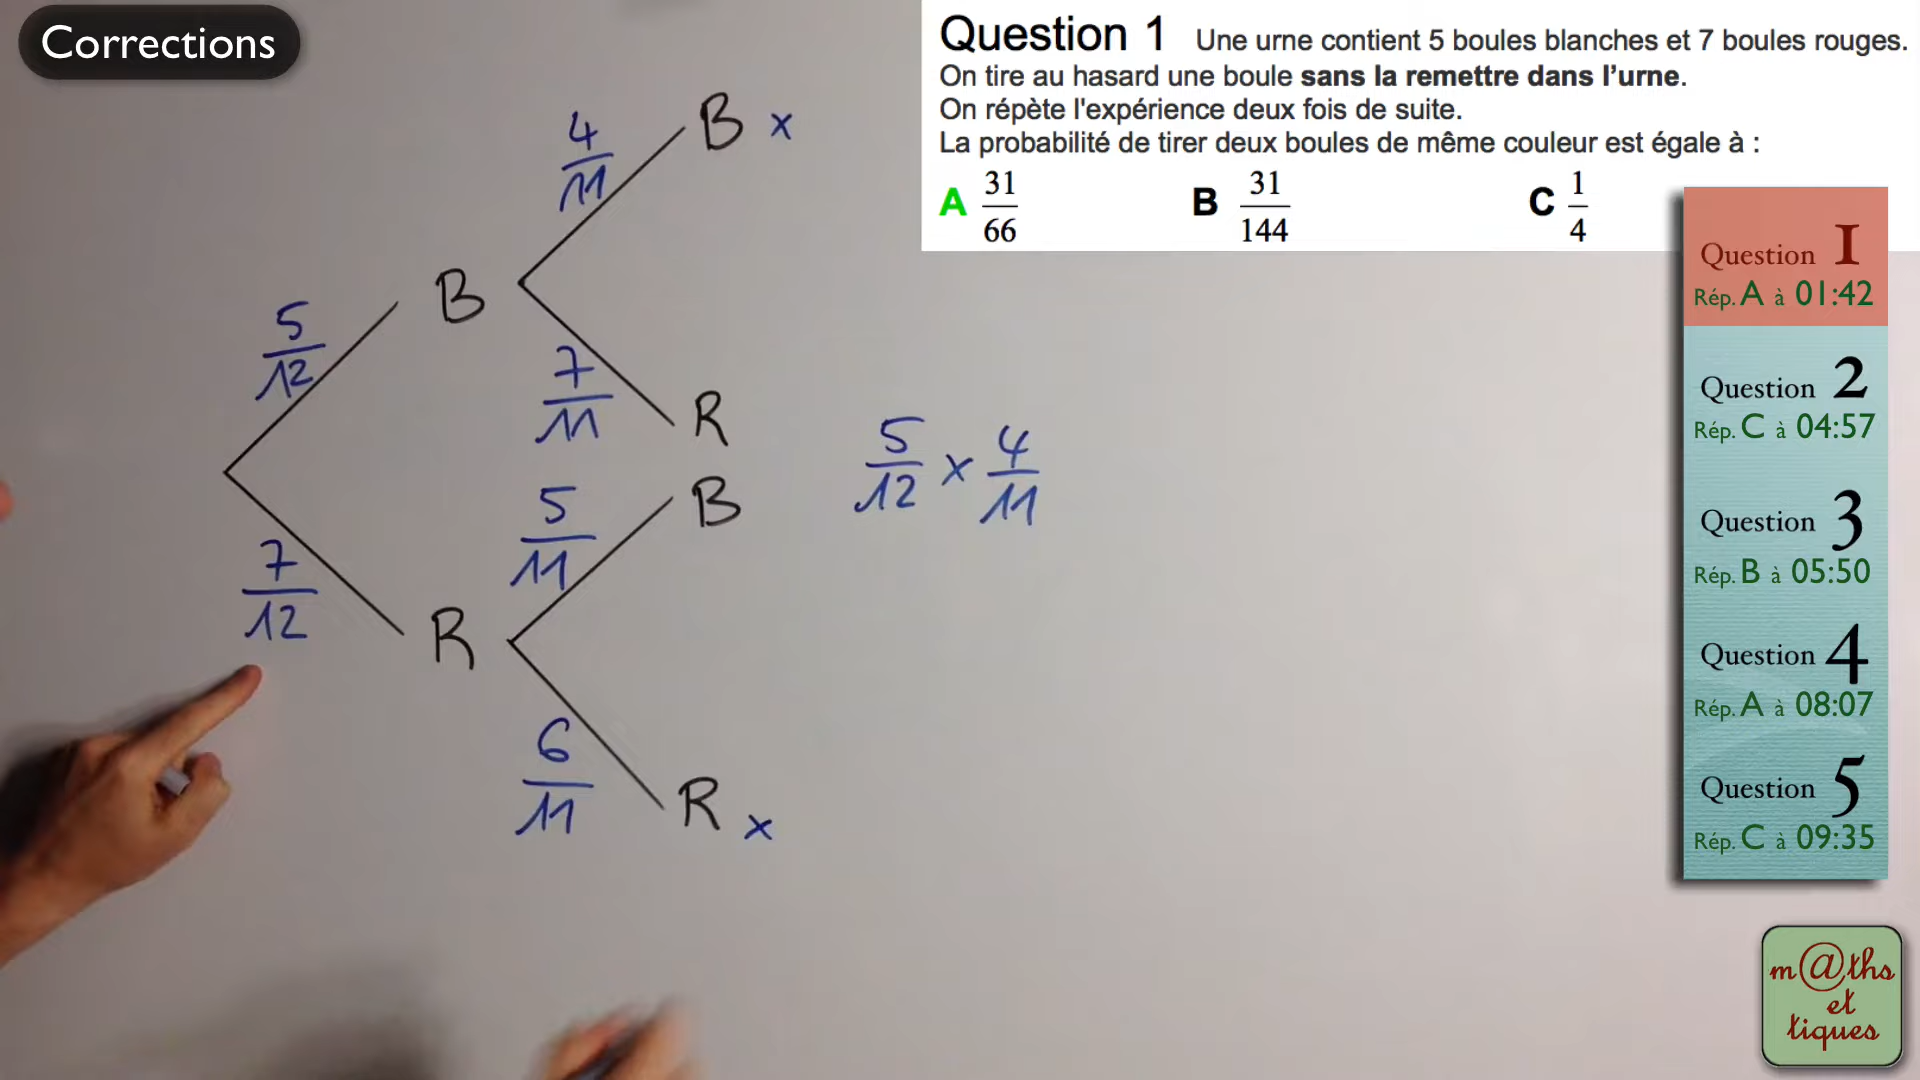 Corrections
Question 1 Une urne contient 5 boules blanches et 7 boules rouges.
On tire au hasard une boule sans la remettre dans l’urne.
On répète l'expérience deux fois de suite.
La probabilité de tirer deux boules de même couleur est égale à :
A 31/66 B 31/144 C 1/4
4/11
B x
5/12
B
7/11
R
5/11
B
5/12 x 4/11
7/12
R
6/11
R x
Question 1
Rép. A à 01:42
Question 2
Rép. C à 04:57
Question 3
Rép. B à 05:50
Question 4
Rép. A à 08:07
Question 5
Rép. C à 09:35
m@ths
et
tiques